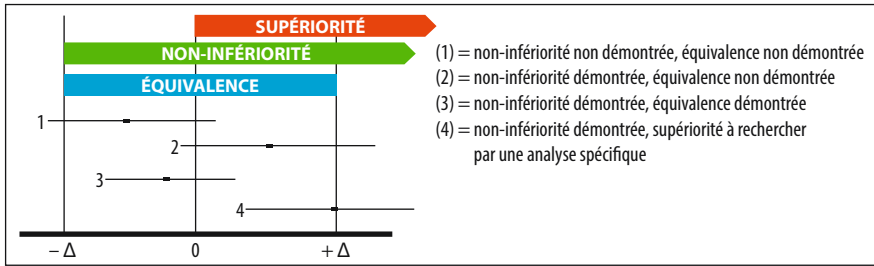 SUPÉRIORITÉ
NON-INFÉRIORITÉ
ÉQUIVALENCE
1
2
3
4
– Δ
0
+ Δ
(1) = non-infériorité non démontrée, équivalence non démontrée
(2) = non-infériorité démontrée, équivalence non démontrée
(3) = non-infériorité démontrée, équivalence démontrée
(4) = non-infériorité démontrée, supériorité à rechercher
par une analyse spécifique